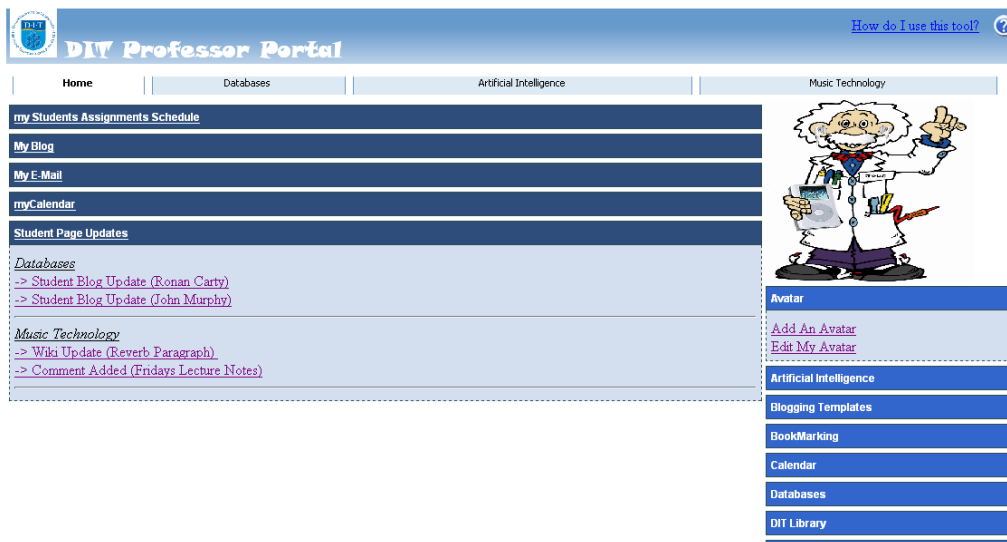 How do I use this tool?
DIT
DIT Professor Portal
Home
Databases
Artificial Intelligence
Music Technology
my Students Assignments Schedule
My Blog
My E-Mail
myCalendar
Student Page Updates
Databases
-> Student Blog Update (Ronan Carty)
-> Student Blog Update (John Murphy)
Music Technology
-> Wiki Update (Reverb Paragraph)
-> Comment Added (Fridays Lecture Notes)
Avatar
Add An Avatar
Edit My Avatar
Artificial Intelligence
Blogging Templates
BookMarking
Calendar
Databases
DIT Library